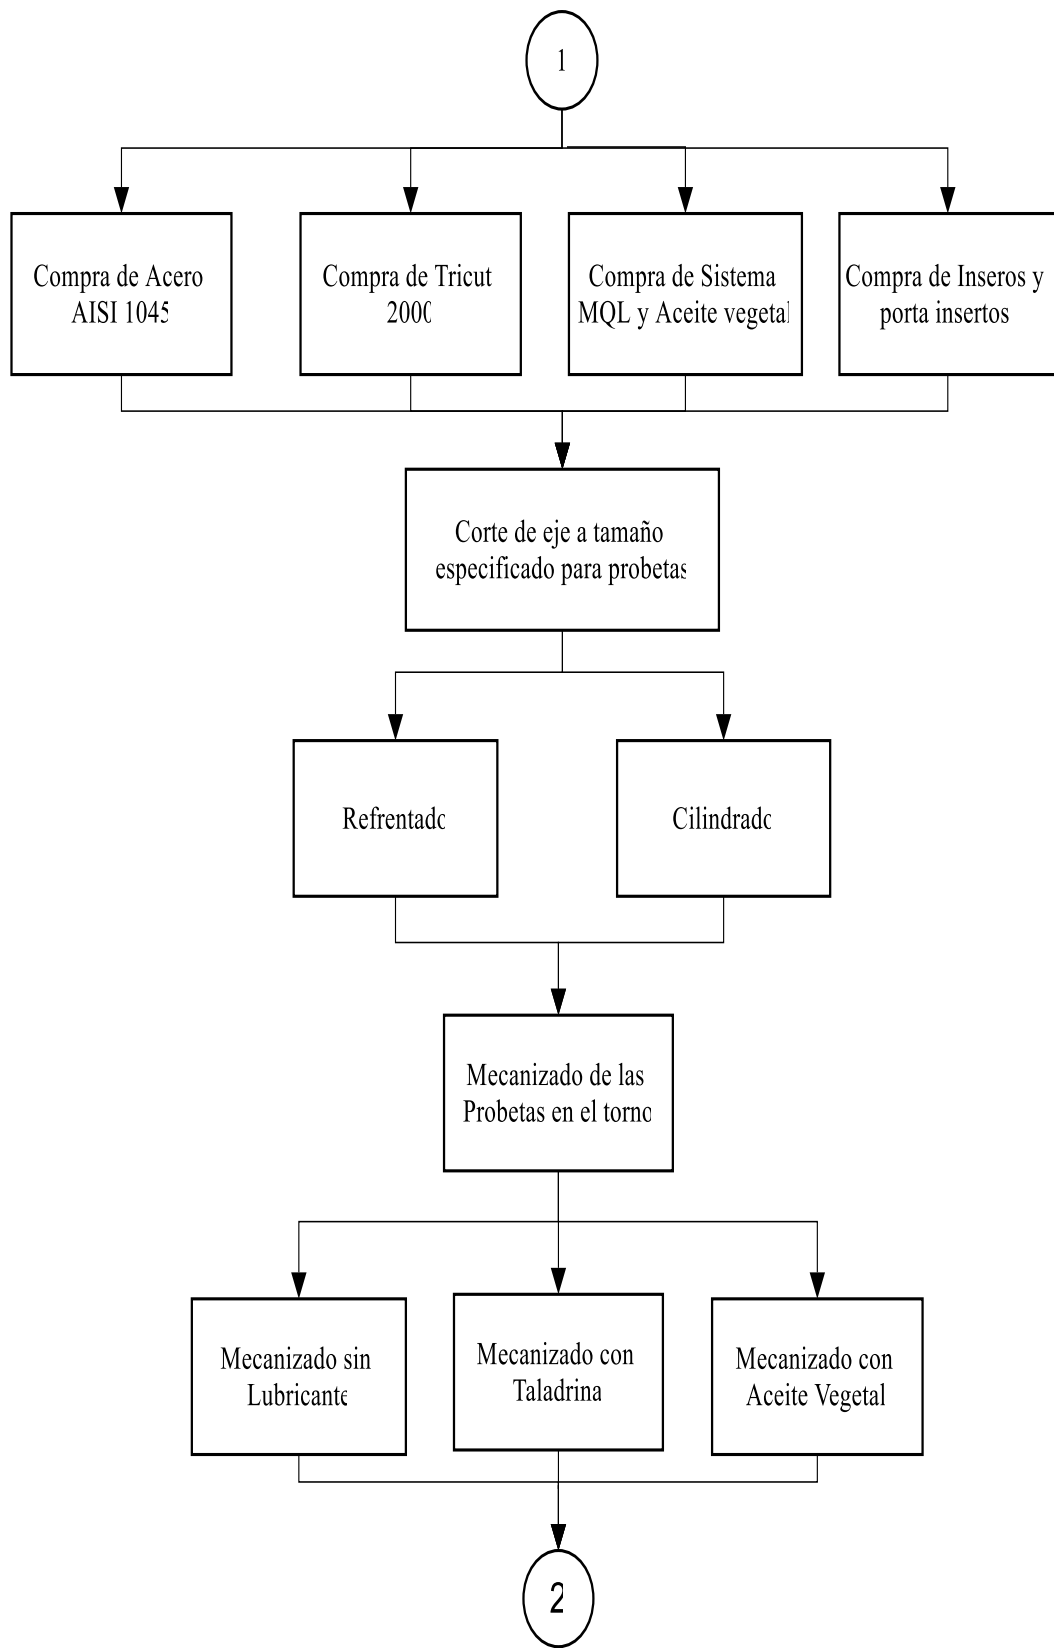 1
Compra de Acero
AISI 1045
Compra de Tricut
2000
Compra de Sistema
MQL y Aceite vegetal
Compra de Inseros y
porta insertos
Corte de eje a tamaño
especificado para probetas
Refrentado
Cilindrado
Mecanizado de las
Probetas en el torno
Mecanizado sin
Lubricante
Mecanizado con
Taladrina
Mecanizado con
Aceite Vegetal
2